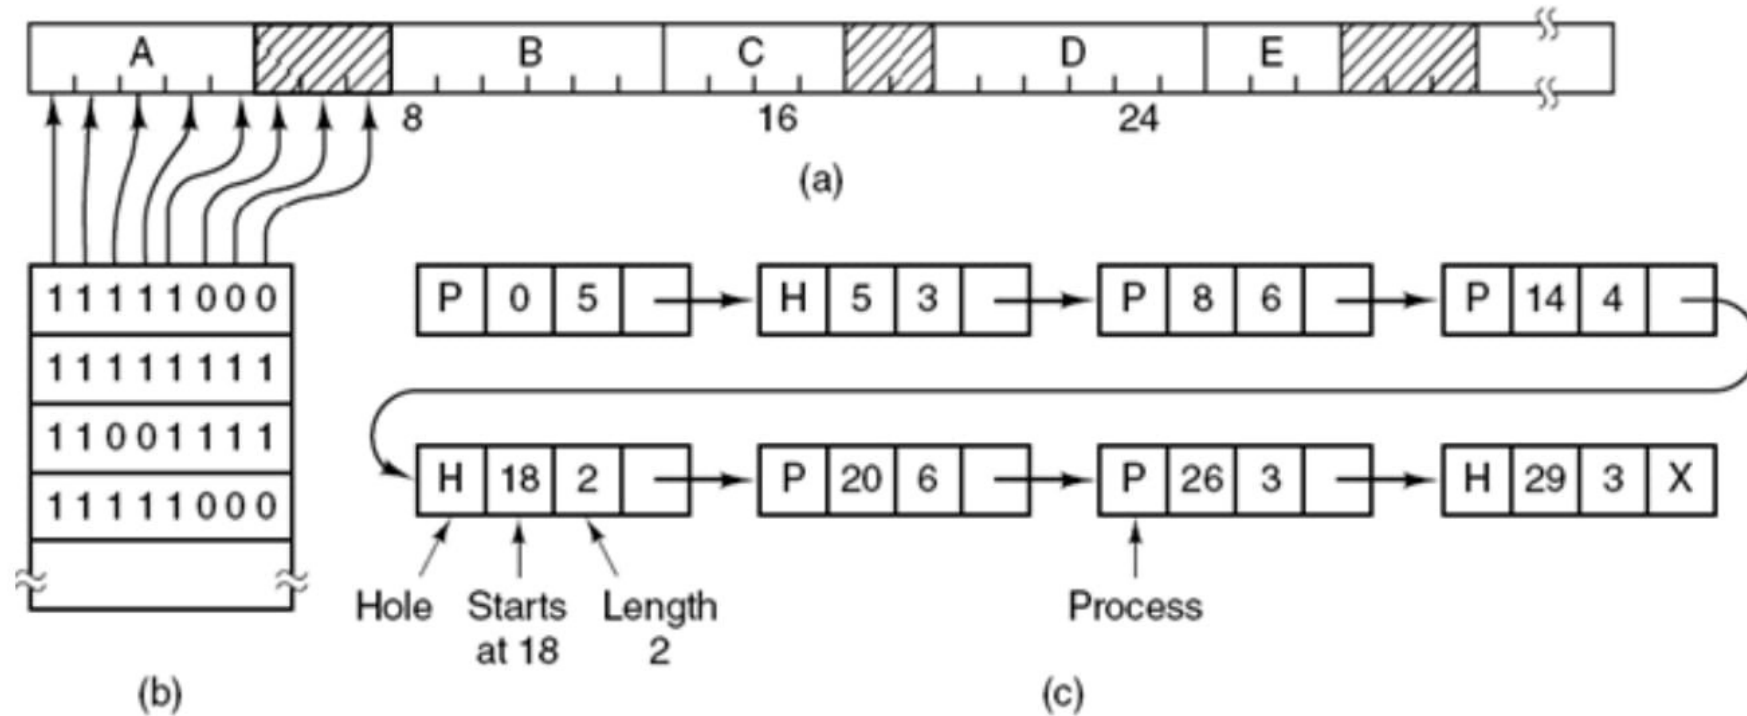 A B C D E
8 16 24
(a)
1 1 1 1 1 0 0 0
1 1 1 1 1 1 1 1
1 1 0 0 1 1 1 1
1 1 1 1 1 0 0 0
(b)
P 0 5 H 5 3 P 8 6 P 14 4
H 18 2 P 20 6 P 26 3 H 29 3 X
Hole Starts Length Process
at 18 2
(c)